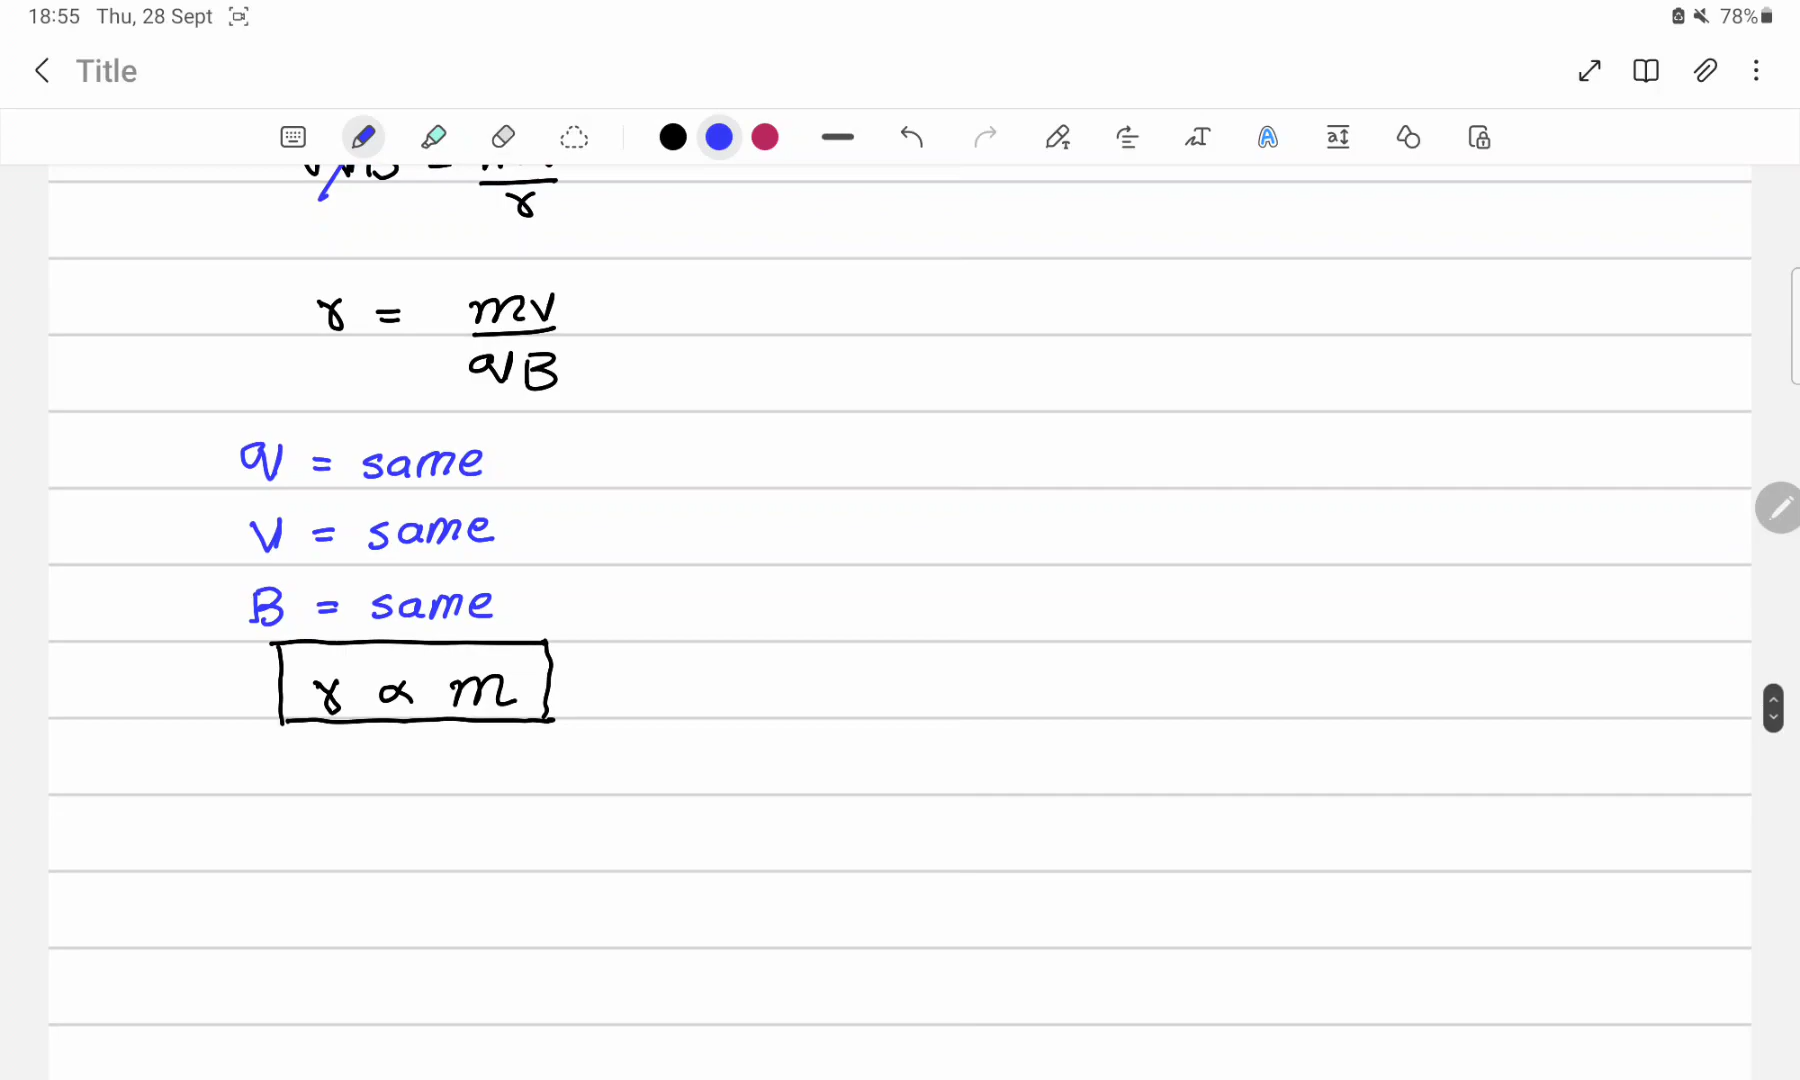 18:55 Thu, 28 Sept 78%
Title
r
r = mv
qB
q = same
v = same
B = same
r ∝ m